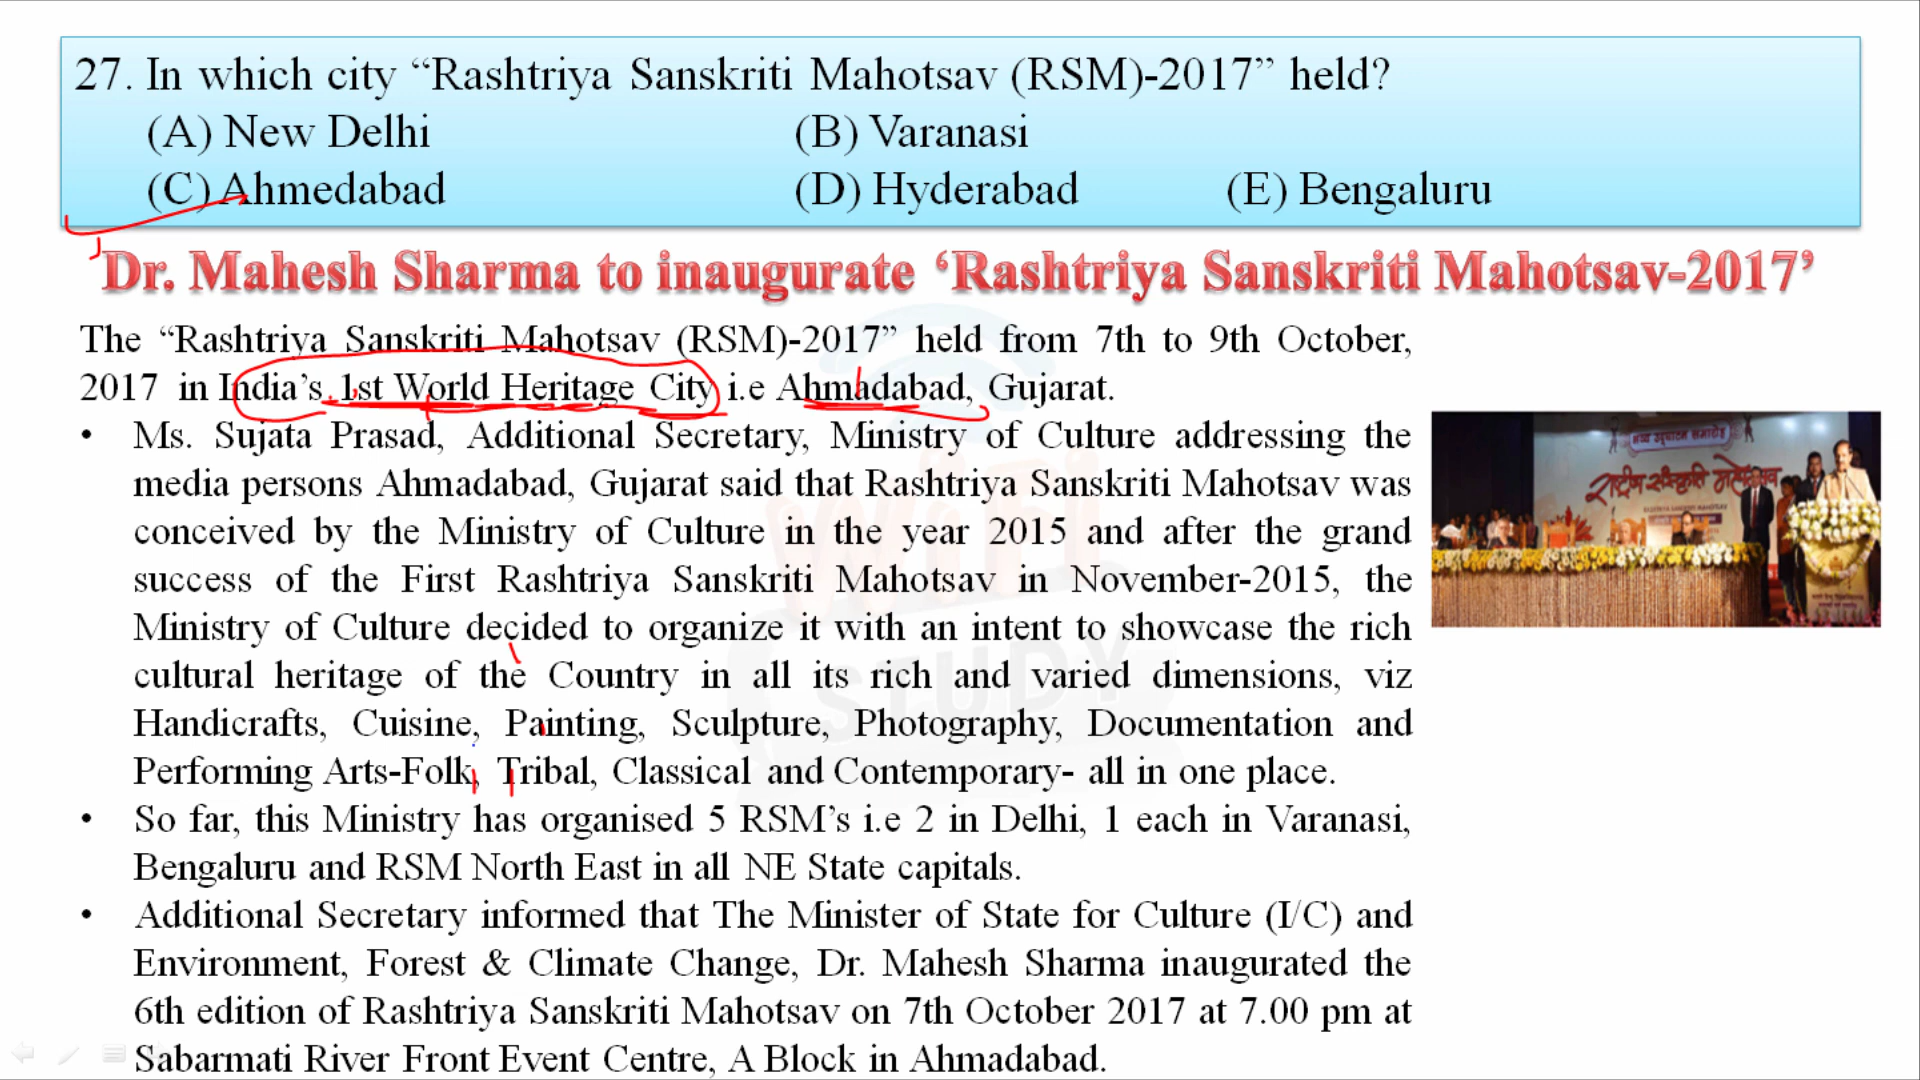 27. In which city “Rashtriya Sanskriti Mahotsav (RSM)-2017” held?
(A) New Delhi (B) Varanasi
(C) Ahmedabad (D) Hyderabad (E) Bengaluru
Dr. Mahesh Sharma to inaugurate ‘Rashtriya Sanskriti Mahotsav-2017’
The “Rashtriya Sanskriti Mahotsav (RSM)-2017” held from 7th to 9th October,
2017 in India’s 1st World Heritage City i.e Ahmadabad, Gujarat.
• Ms. Sujata Prasad, Additional Secretary, Ministry of Culture addressing the
media persons Ahmadabad, Gujarat said that Rashtriya Sanskriti Mahotsav was
conceived by the Ministry of Culture in the year 2015 and after the grand
success of the First Rashtriya Sanskriti Mahotsav in November-2015, the
Ministry of Culture decided to organize it with an intent to showcase the rich
cultural heritage of the Country in all its rich and varied dimensions, viz
Handicrafts, Cuisine, Painting, Sculpture, Photography, Documentation and
Performing Arts-Folk, Tribal, Classical and Contemporary- all in one place.
• So far, this Ministry has organised 5 RSM’s i.e 2 in Delhi, 1 each in Varanasi,
Bengaluru and RSM North East in all NE State capitals.
• Additional Secretary informed that The Minister of State for Culture (I/C) and
Environment, Forest & Climate Change, Dr. Mahesh Sharma inaugurated the
6th edition of Rashtriya Sanskriti Mahotsav on 7th October 2017 at 7.00 pm at
Sabarmati River Front Event Centre, A Block in Ahmadabad.
WiFi
STUDY
भव्य उद्घाटन समारोह
राष्ट्रीय संस्कृति महोत्सव